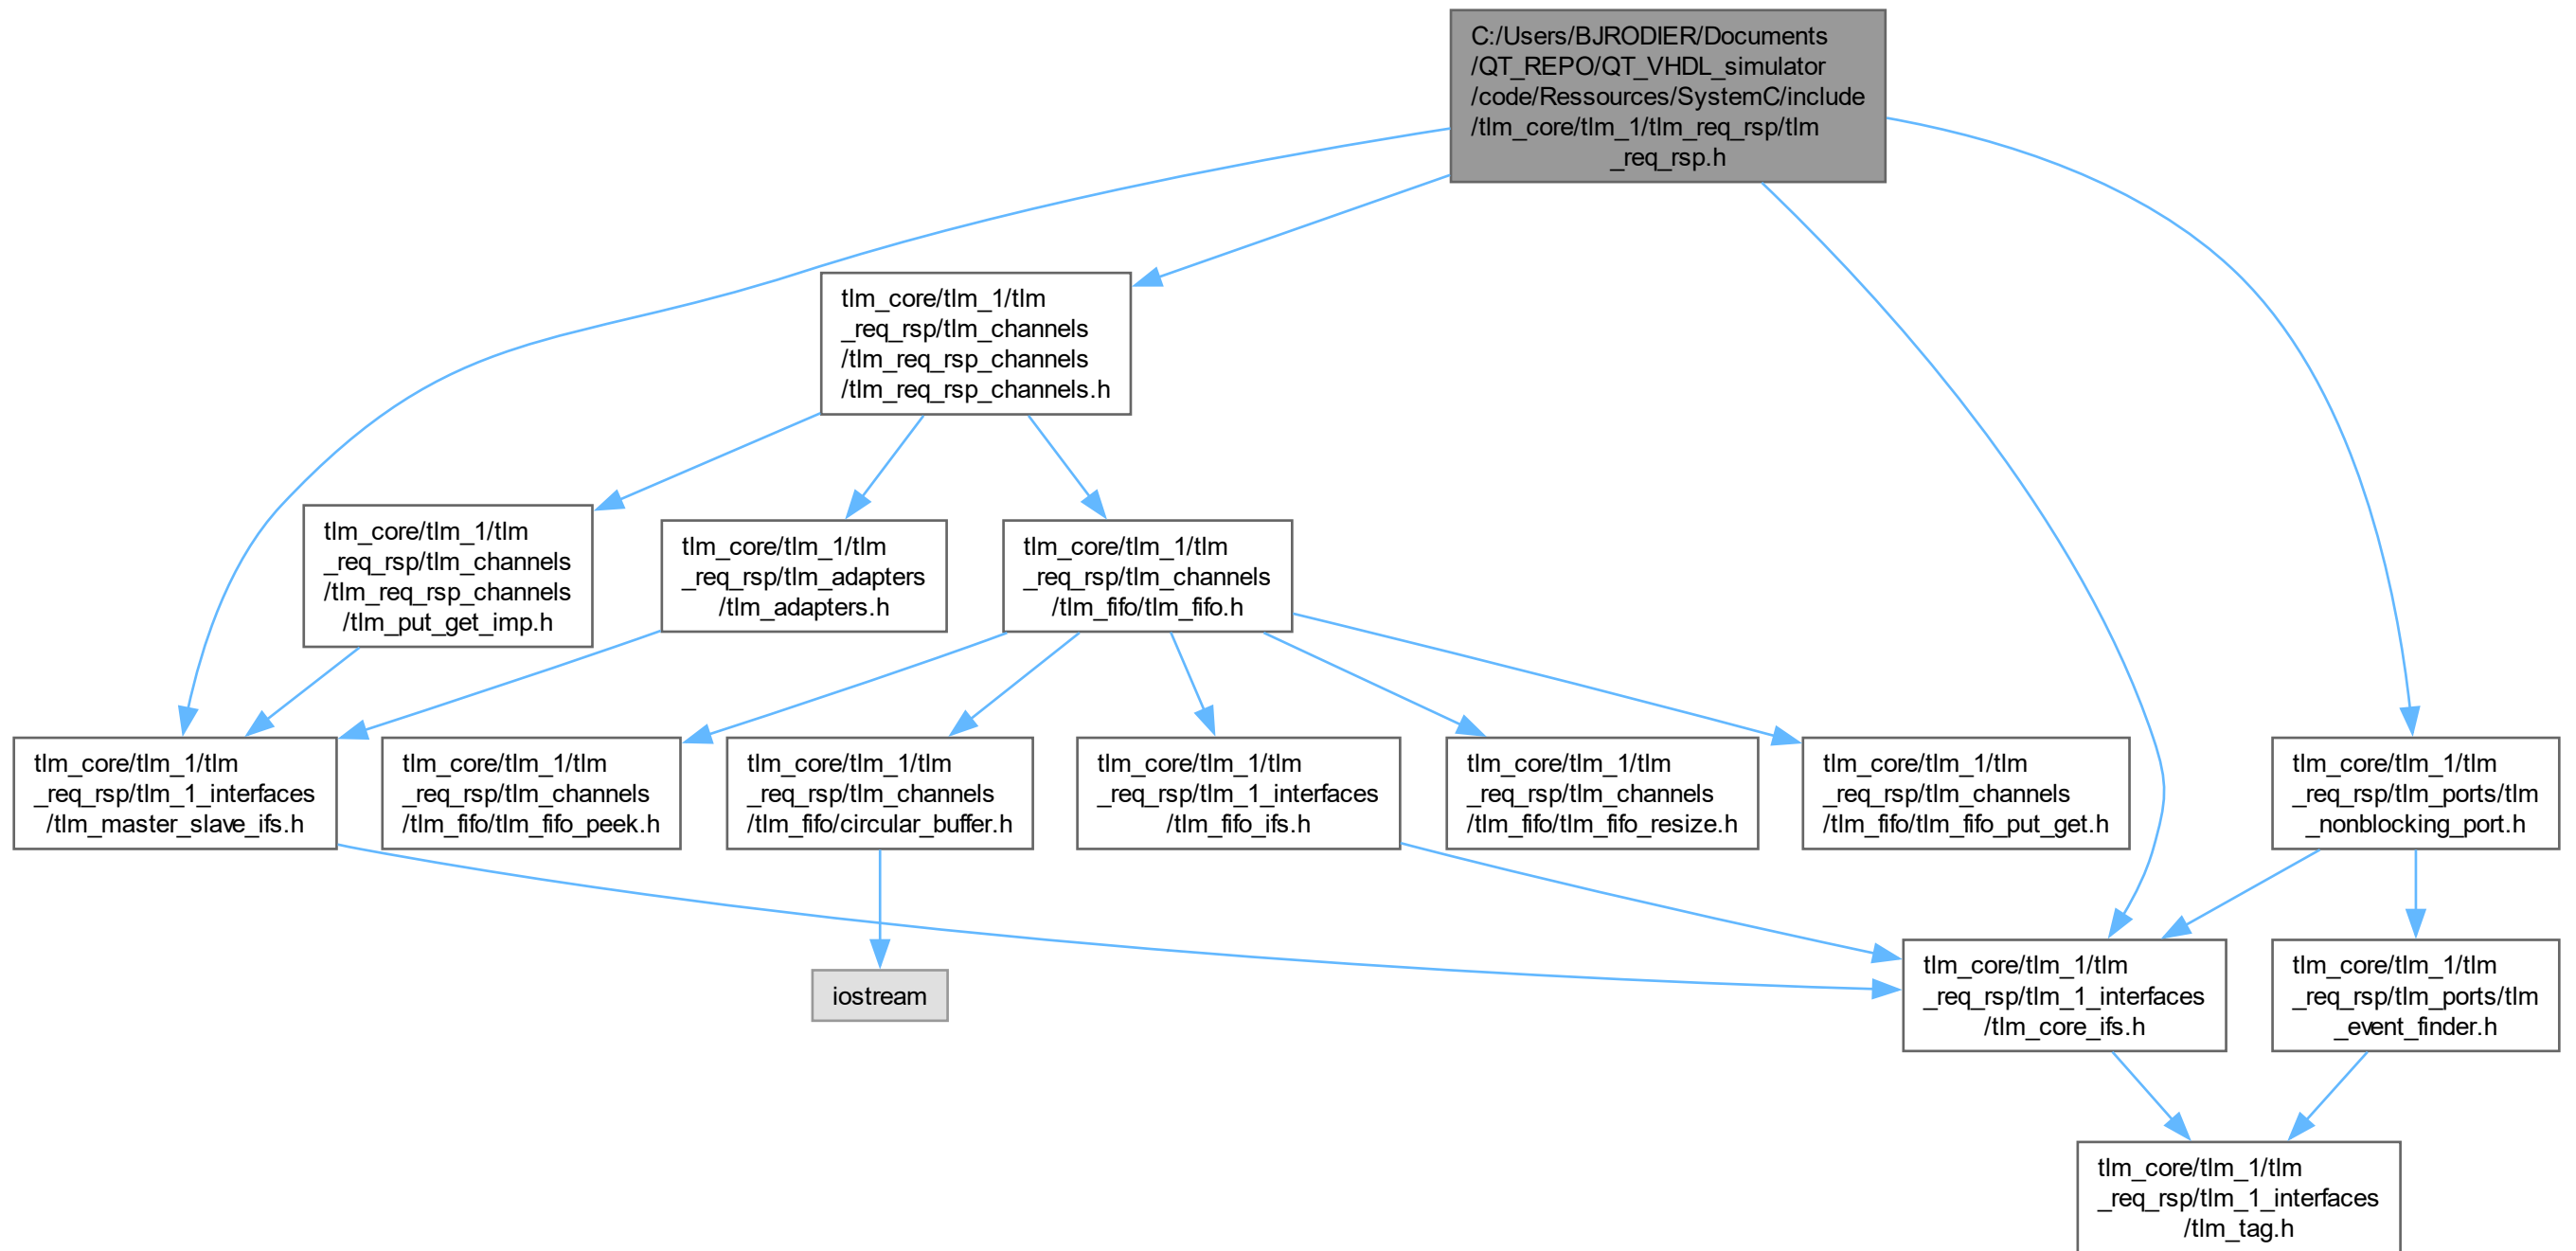 C:/Users/BJRODIER/Documents
/QT_REPO/QT_VHDL_simulator
/code/Ressources/SystemC/include
/tlm_core/tlm_1/tlm_req_rsp/tlm
_req_rsp.h
tlm_core/tlm_1/tlm
_req_rsp/tlm_channels
/tlm_req_rsp_channels
/tlm_req_rsp_channels.h
tlm_core/tlm_1/tlm
_req_rsp/tlm_channels
/tlm_req_rsp_channels
/tlm_put_get_imp.h
tlm_core/tlm_1/tlm
_req_rsp/tlm_adapters
/tlm_adapters.h
tlm_core/tlm_1/tlm
_req_rsp/tlm_channels
/tlm_fifo/tlm_fifo.h
tlm_core/tlm_1/tlm
_req_rsp/tlm_1_interfaces
/tlm_master_slave_ifs.h
tlm_core/tlm_1/tlm
_req_rsp/tlm_channels
/tlm_fifo/tlm_fifo_peek.h
tlm_core/tlm_1/tlm
_req_rsp/tlm_channels
/tlm_fifo/circular_buffer.h
tlm_core/tlm_1/tlm
_req_rsp/tlm_1_interfaces
/tlm_fifo_ifs.h
tlm_core/tlm_1/tlm
_req_rsp/tlm_channels
/tlm_fifo/tlm_fifo_resize.h
tlm_core/tlm_1/tlm
_req_rsp/tlm_channels
/tlm_fifo/tlm_fifo_put_get.h
tlm_core/tlm_1/tlm
_req_rsp/tlm_ports/tlm
_nonblocking_port.h
iostream
tlm_core/tlm_1/tlm
_req_rsp/tlm_1_interfaces
/tlm_core_ifs.h
tlm_core/tlm_1/tlm
_req_rsp/tlm_ports/tlm
_event_finder.h
tlm_core/tlm_1/tlm
_req_rsp/tlm_1_interfaces
/tlm_tag.h